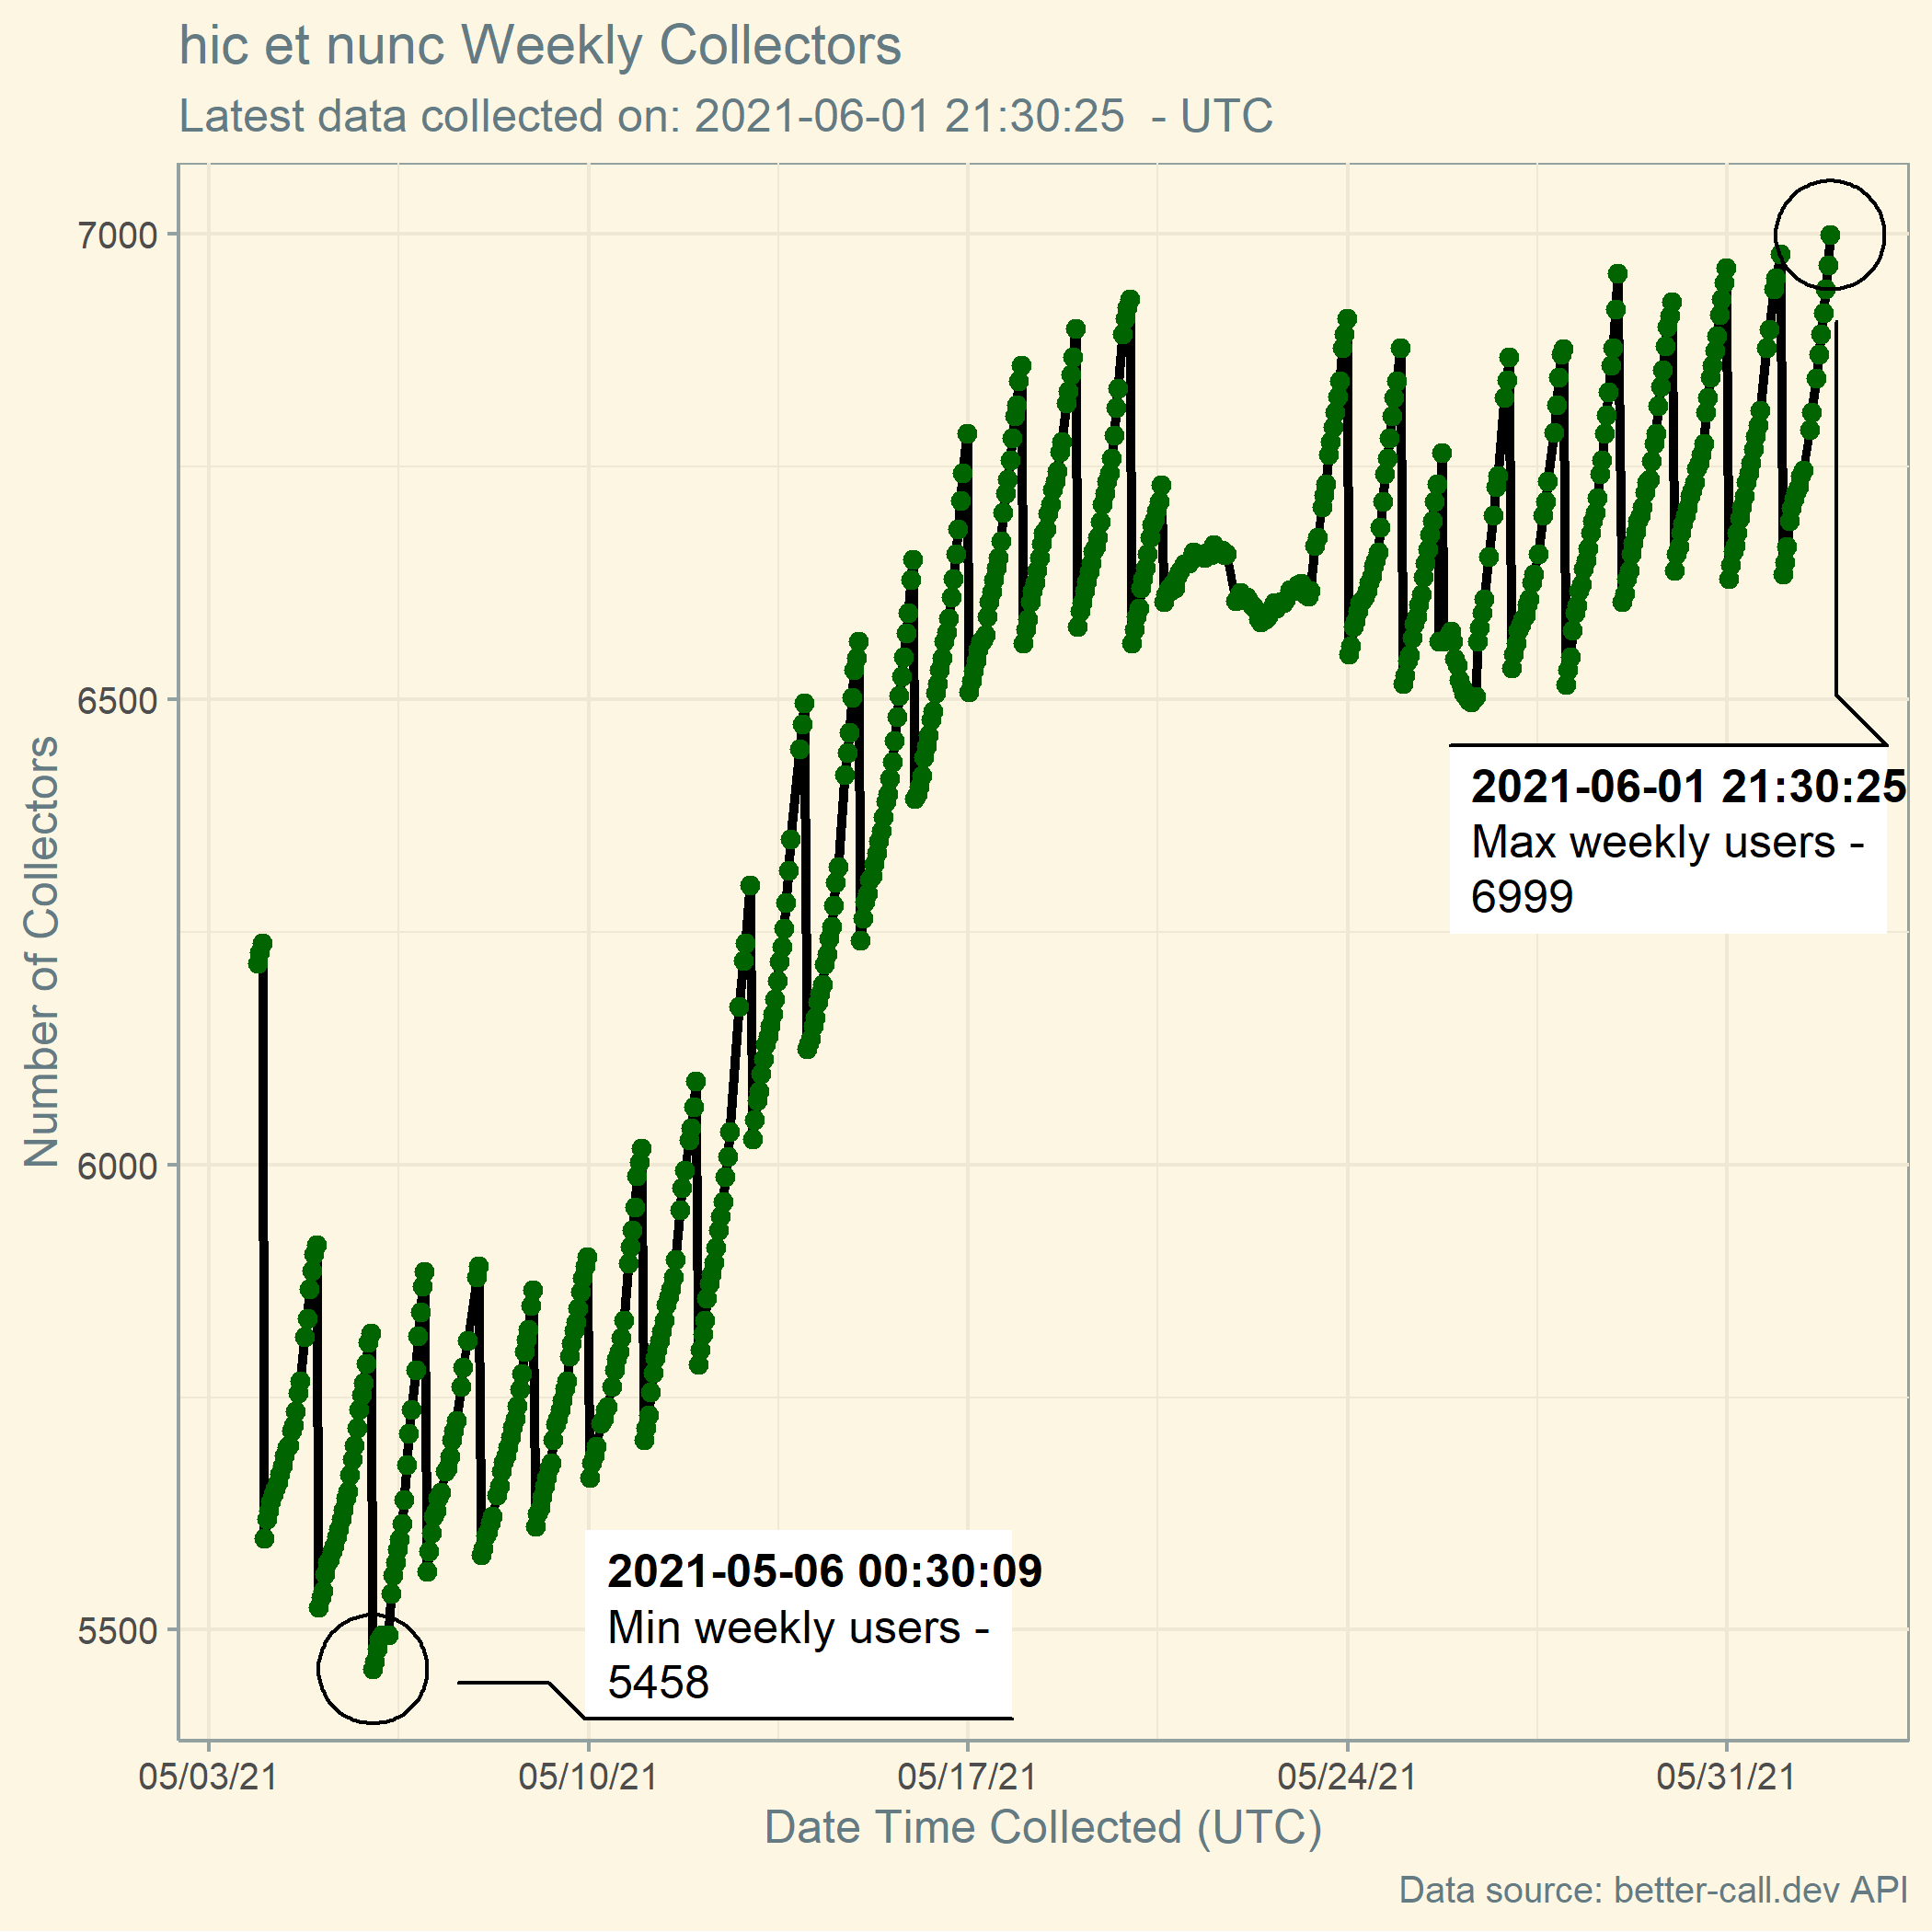 hic et nunc Weekly Collectors
Latest data collected on: 2021-06-01 21:30:25  - UTC
Number of Collectors
7000
6500
6000
5500
2021-06-01 21:30:25
Max weekly users -
6999
2021-05-06 00:30:09
Min weekly users -
5458
05/03/21 05/10/21 05/17/21 05/24/21 05/31/21
Date Time Collected (UTC)
Data source: better-call.dev API